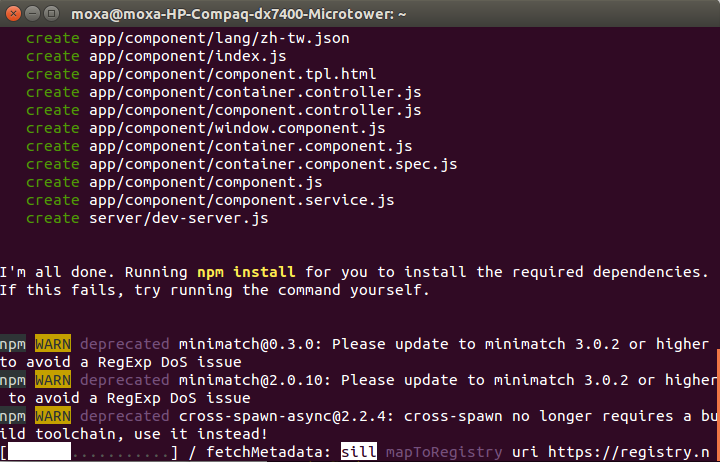 moxa@moxa-HP-Compaq-dx7400-Microtower: ~
create app/component/lang/zh-tw.json
create app/component/index.js
create app/component/component.tpl.html
create app/component/container.controller.js
create app/component/component.controller.js
create app/component/window.component.js
create app/component/container.component.js
create app/component/container.component.spec.js
create app/component/component.js
create app/component/component.service.js
create server/dev-server.js
I'm all done. Running npm install for you to install the required dependencies.
If this fails, try running the command yourself.
npm WARN deprecated minimatch@0.3.0: Please update to minimatch 3.0.2 or higher
to avoid a RegExp DoS issue
npm WARN deprecated minimatch@2.0.10: Please update to minimatch 3.0.2 or higher
to avoid a RegExp DoS issue
npm WARN deprecated cross-spawn-async@2.2.4: cross-spawn no longer requires a bu
ild toolchain, use it instead!
[       ...........] / fetchMetadata: sill mapToRegistry uri https://registry.n